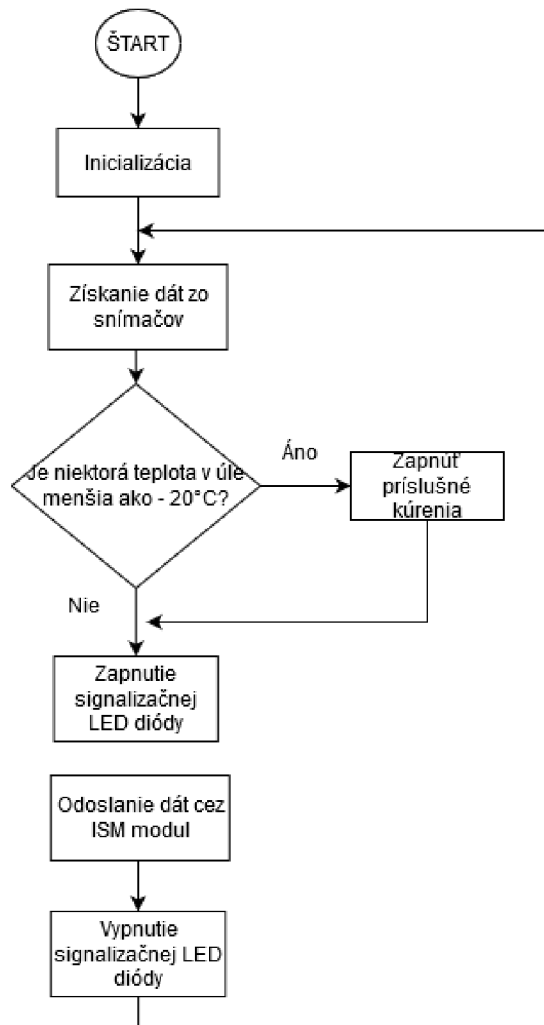 ŠTART
Inicializácia
Získanie dát zo
snímačov
Je niektorá teplota v úle
menšia ako - 20°C?
Áno
Zapnúť
príslušné
kúrenia
Nie
Zapnutie
signalizačnej
LED diódy
Odoslanie dát cez
ISM modul
Vypnutie
signalizačnej LED
diódy